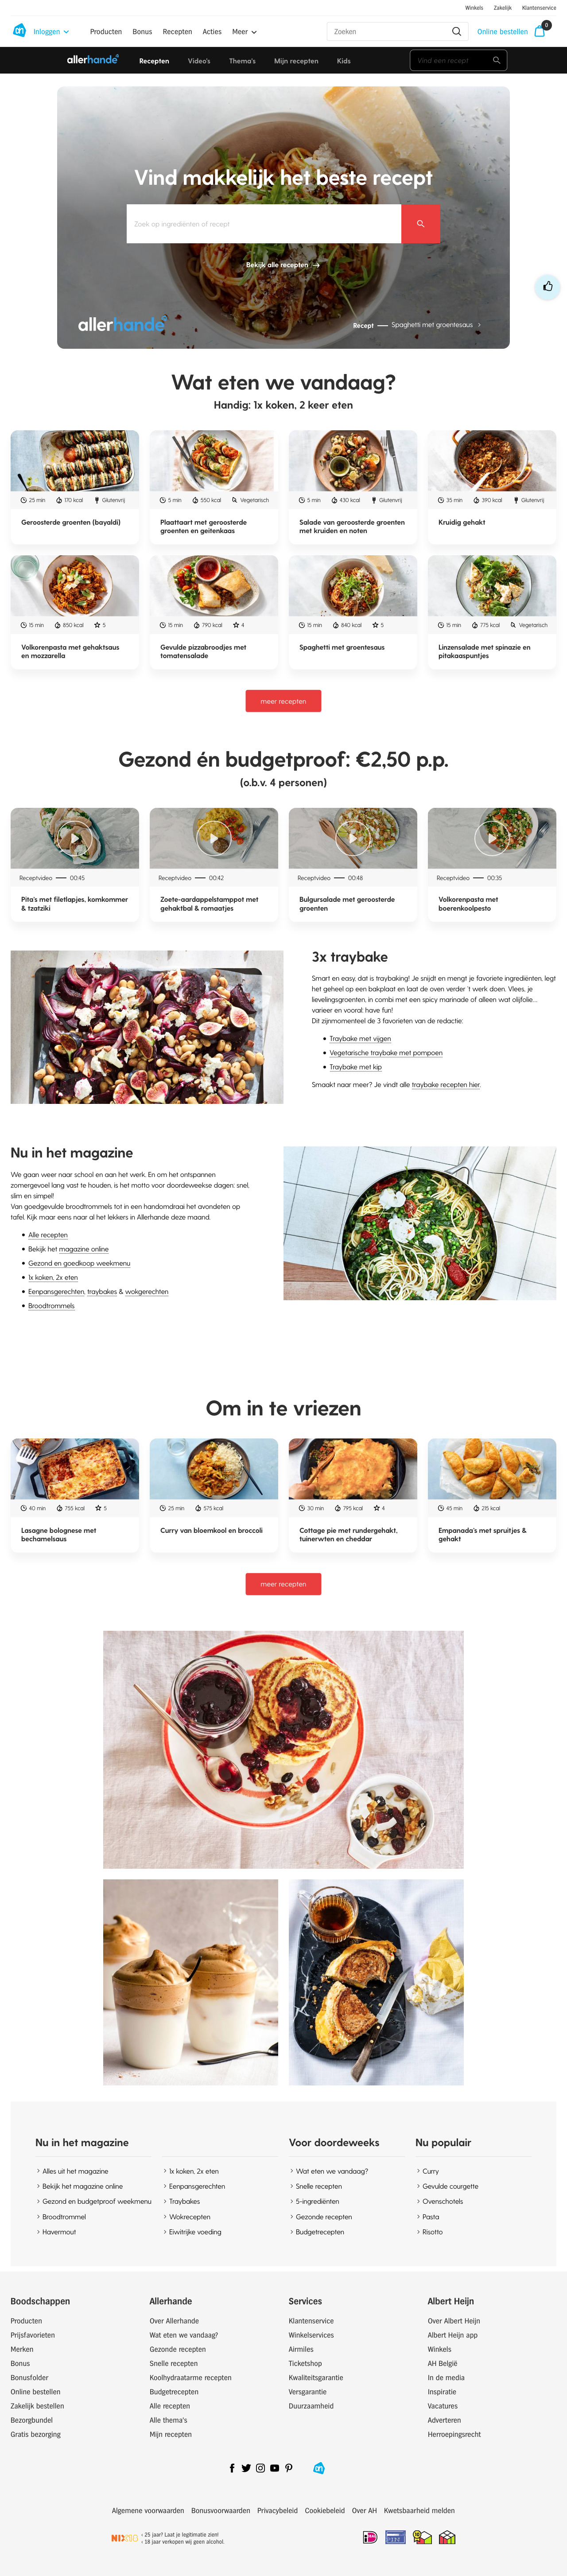 Winkels Zakelijk Klantenservice
Inloggen Producten Bonus Recepten Acties Meer Zoeken Online bestellen 0
allerhande Recepten Video's Thema's Mijn recepten Kids Vind een recept
Vind makkelijk het beste recept
Zoek op ingrediënten of recept
Bekijk alle recepten →
allerhande
Recept — Spaghetti met groentesaus
Wat eten we vandaag?
Handig: 1x koken, 2 keer eten
25 min 170 kcal Glutenvrij
5 min 550 kcal Vegetarisch
5 min 430 kcal Glutenvrij
35 min 390 kcal Glutenvrij
Geroosterde groenten (bayaldi)
Plaattaart met geroosterde
groenten en geitenkaas
Salade van geroosterde groenten
met kruiden en noten
Kruidig gehakt
15 min 850 kcal 5
15 min 790 kcal 4
15 min 840 kcal 5
15 min 775 kcal Vegetarisch
Volkorenpasta met gehaktsaus
en mozzarella
Gevulde pizzabroodjes met
tomatensalade
Spaghetti met groentesaus
Linzensalade met spinazie en
pitakaaspuntjes
meer recepten
Gezond én budgetproof: €2,50 p.p.
(o.b.v. 4 personen)
Receptvideo — 00:45
Receptvideo — 00:42
Receptvideo — 00:48
Receptvideo — 00:35
Pita's met filetlapjes, komkommer
& tzatziki
Zoete-aardappelstamppot met
gehaktbal & romaatjes
Bulgursalade met geroosterde
groenten
Volkorenpasta met
boerenkoolpesto
3x traybake
Smart en easy, dat is traybaking! Je snijdt en mengt je favoriete ingrediënten, legt
het geheel op een bakplaat en laat de oven verder 't werk doen. Vlees, je
lievelingsgroenten, in combi met een spicy marinade of alleen wat olijfolie...
varieer en vooral: have fun!
Dit zijnmomenteel de 3 favorieten van de redactie:
Traybake met vijgen
Vegetarische traybake met pompoen
Traybake met kip
Smaakt naar meer? Je vindt alle traybake recepten hier.
Nu in het magazine
We gaan weer naar school en aan het werk. En om het ontspannen
zomergevoel lang vast te houden, is het motto voor doordeweekse dagen: snel,
slim en simpel!
Van goedgevulde broodtrommels tot in een handomdraai het avondeten op
tafel. Kijk maar eens naar al het lekkers in Allerhande deze maand.
Alle recepten
Bekijk het magazine online
Gezond en goedkoop weekmenu
1x koken, 2x eten
Eenpansgerechten, traybakes & wokgerechten
Broodtrommels
Om in te vriezen
40 min 755 kcal 5
25 min 575 kcal
30 min 795 kcal 4
45 min 215 kcal
Lasagne bolognese met
bechamelsaus
Curry van bloemkool en broccoli
Cottage pie met rundergehakt,
tuinerwten en cheddar
Empanada's met spruitjes &
gehakt
meer recepten
Nu in het magazine
Alles uit het magazine
Bekijk het magazine online
Gezond en budgetproof weekmenu
Broodtrommel
Havermout
1x koken, 2x eten
Eenpansgerechten
Traybakes
Wokrecepten
Eiwitrijke voeding
Voor doordeweeks
Wat eten we vandaag?
Snelle recepten
5-ingrediënten
Gezonde recepten
Budgetrecepten
Nu populair
Curry
Gevulde courgette
Ovenschotels
Pasta
Risotto
Boodschappen
Producten
Prijsfavorieten
Merken
Bonus
Bonusfolder
Online bestellen
Zakelijk bestellen
Bezorgbundel
Gratis bezorging
Allerhande
Over Allerhande
Wat eten we vandaag?
Gezonde recepten
Snelle recepten
Koolhydraatarme recepten
Budgetrecepten
Alle recepten
Alle thema's
Mijn recepten
Services
Klantenservice
Winkelservices
Airmiles
Ticketshop
Kwaliteitsgarantie
Versgarantie
Duurzaamheid
Albert Heijn
Over Albert Heijn
Albert Heijn app
Winkels
AH België
In de media
Inspiratie
Vacatures
Adverteren
Herroepingsrecht
Algemene voorwaarden Bonusvoorwaarden Privacybeleid Cookiebeleid Over AH Kwetsbaarheid melden
< 25 jaar? Laat je legitimatie zien!
< 18 jaar verkopen wij geen alcohol.